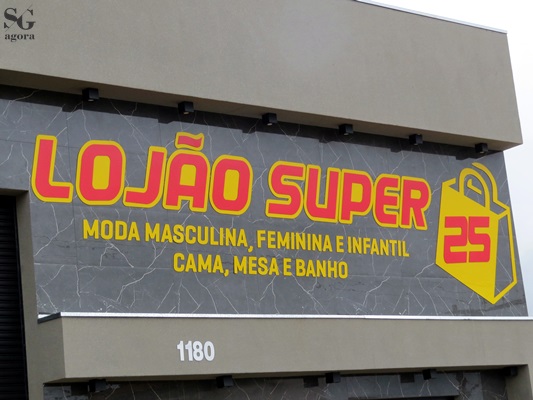 SG
agora
LOJÃO SUPER 25
MODA MASCULINA, FEMININA E INFANTIL
CAMA, MESA E BANHO
1180